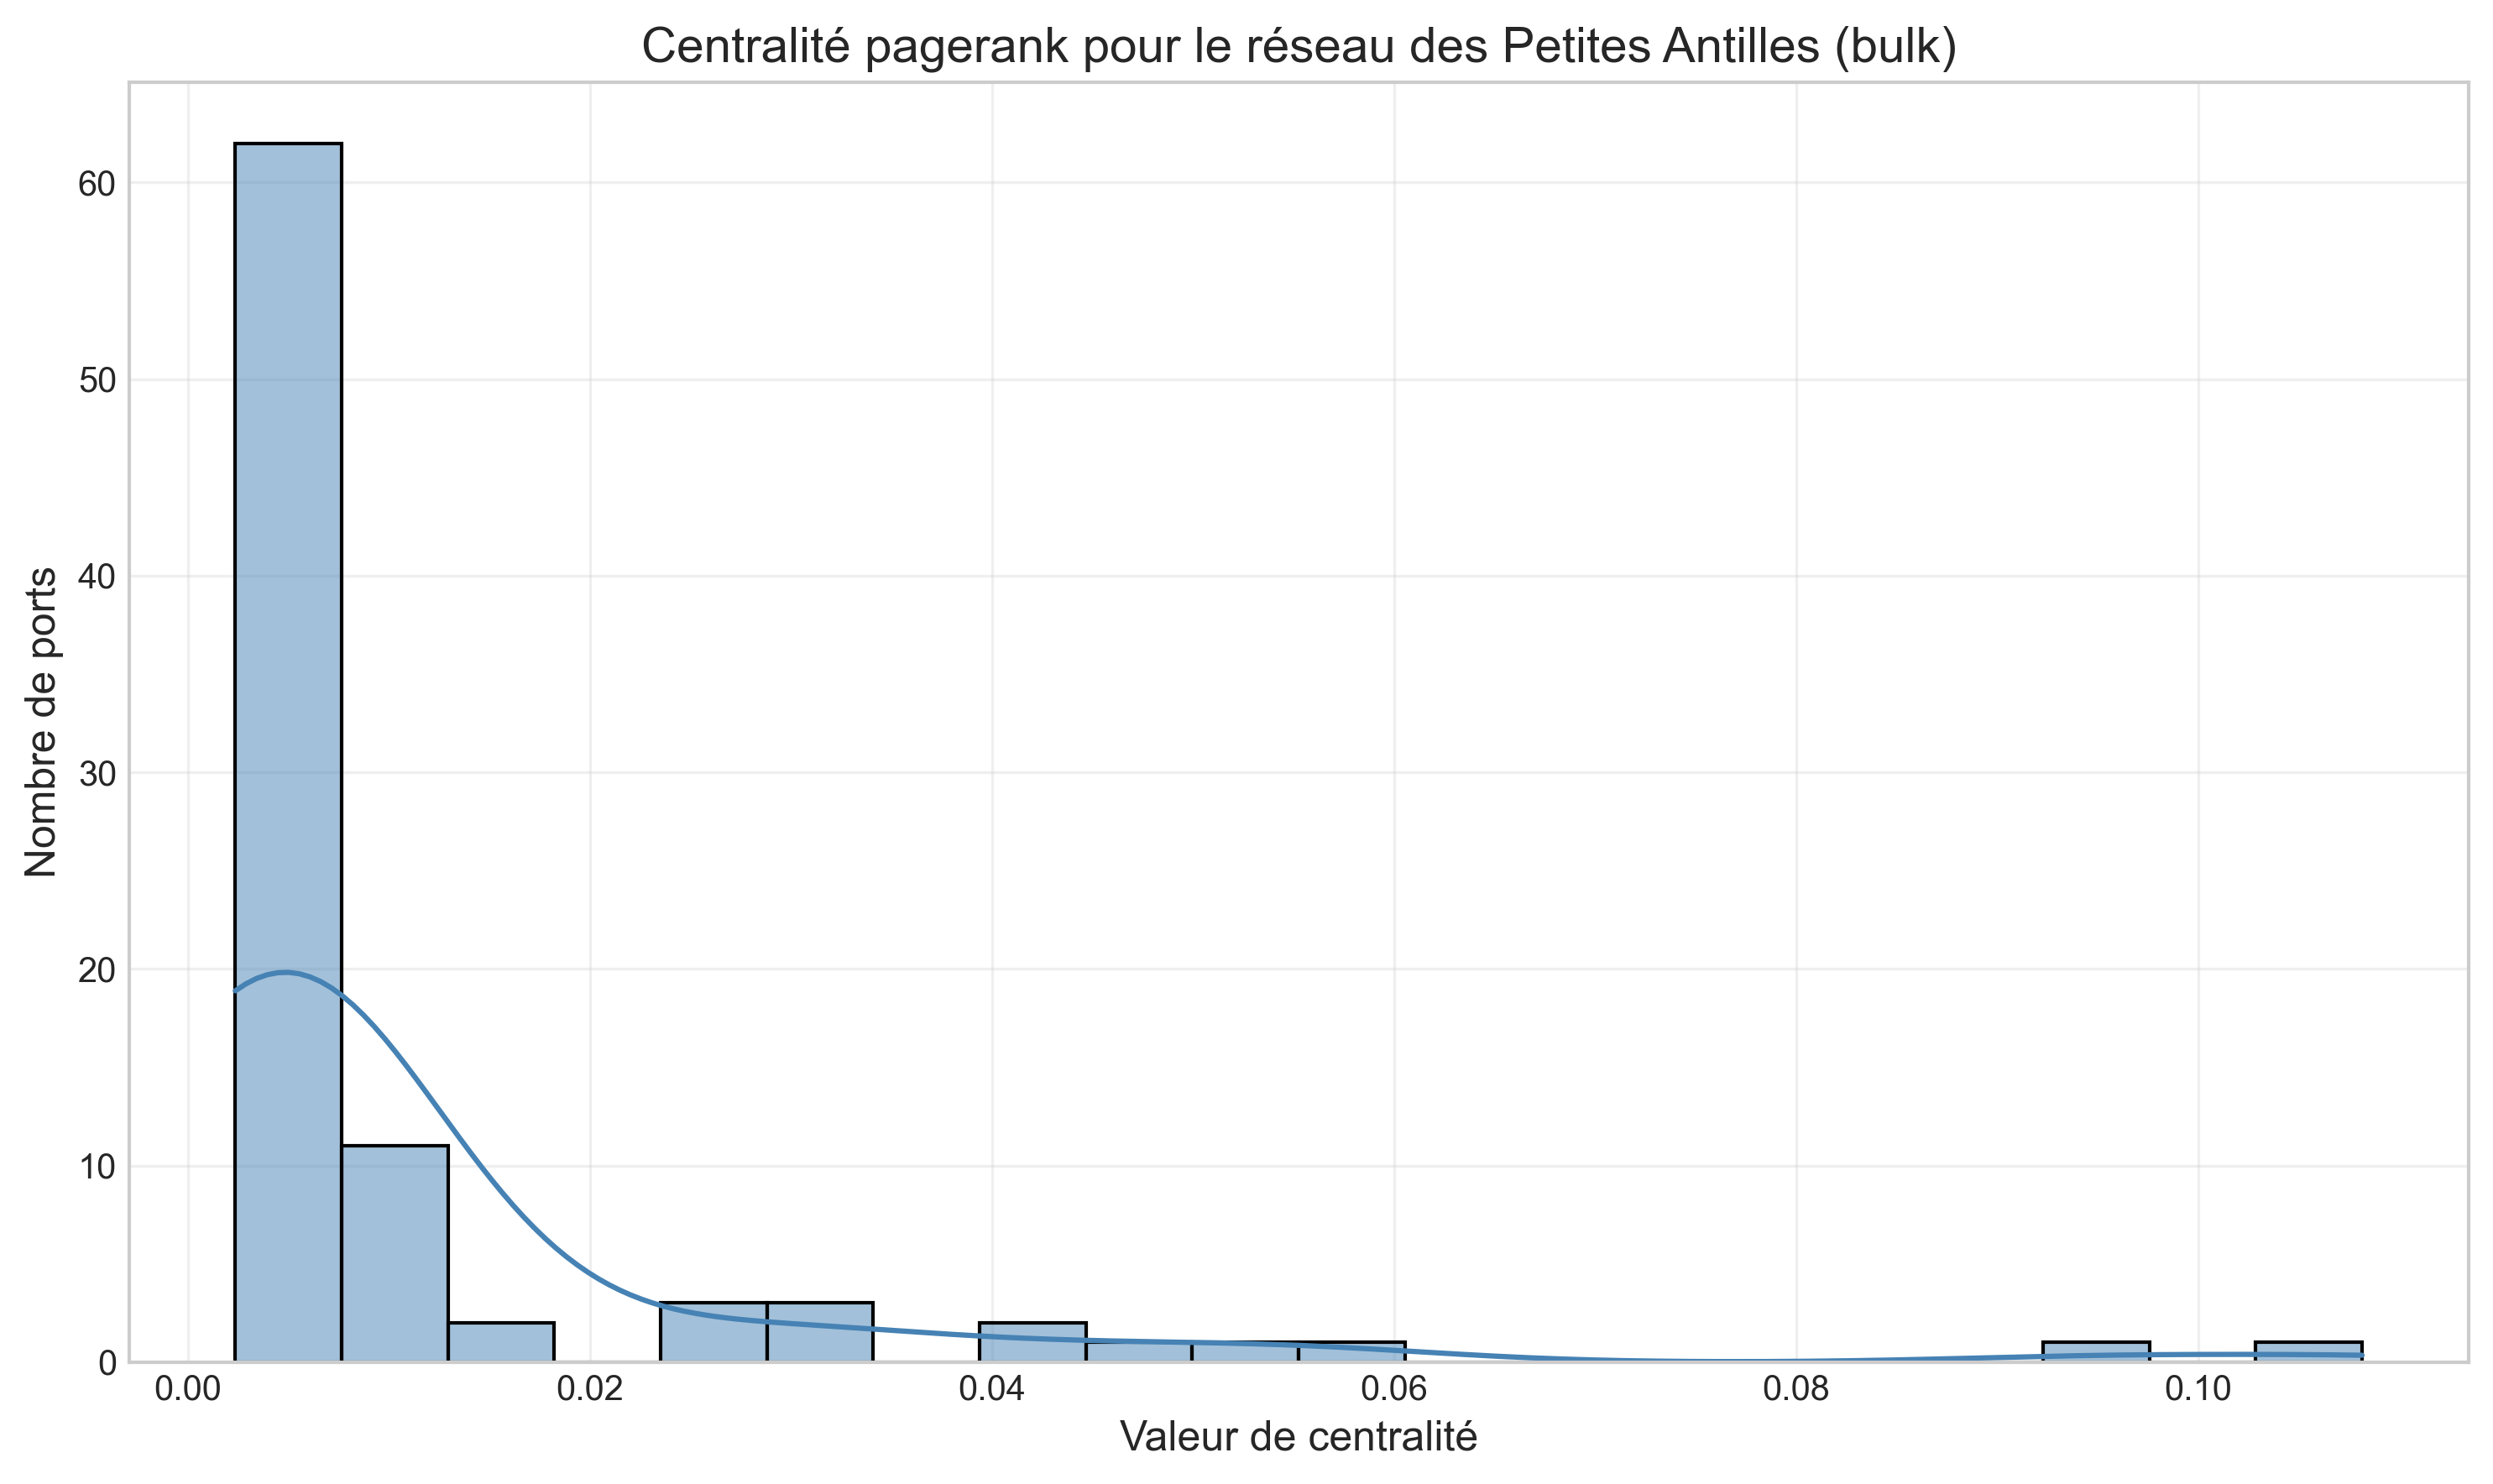 Centralité pagerank pour le réseau des Petites Antilles (bulk)
Nombre de ports
60
50
40
30
20
10
0
0.00 0.02 0.04 0.06 0.08 0.10
Valeur de centralité